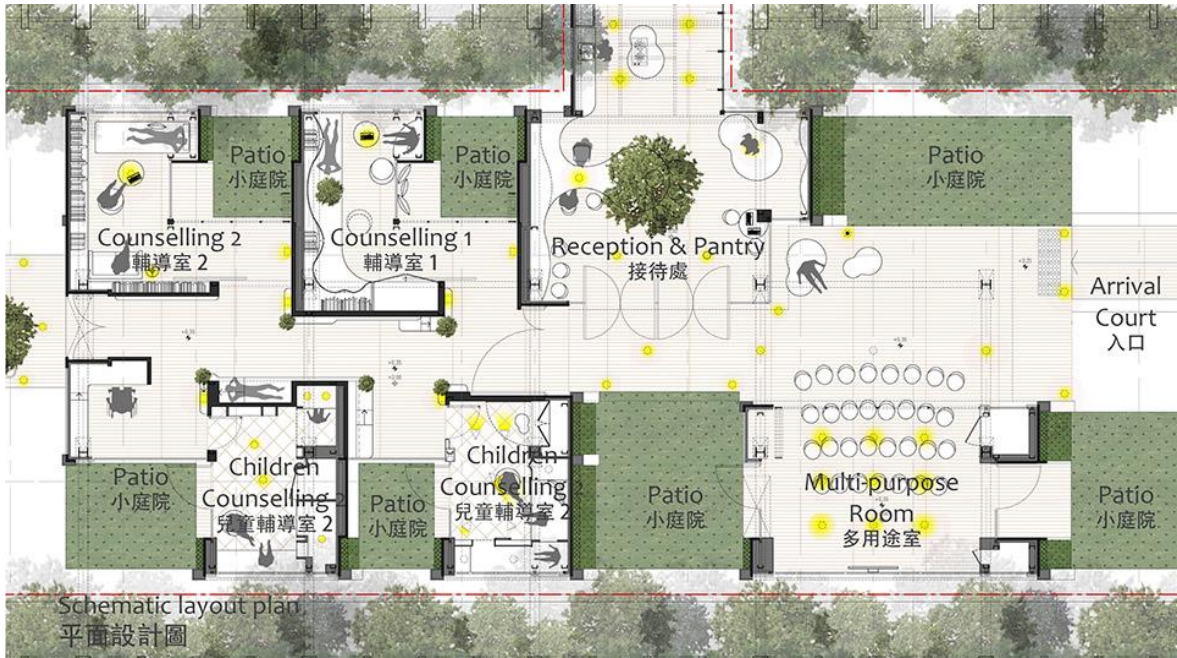 Patio
小庭院
Patio
小庭院
Patio
小庭院
Counselling 2
輔導室 2
Counselling 1
輔導室 1
Reception & Pantry
接待處
Arrival
Court
入口
Patio
小庭院
Children
Counselling 2
兒童輔導室 2
Patio
小庭院
Children
Counselling 2
兒童輔導室 2
Patio
小庭院
Multi-purpose
Room
多用途室
Patio
小庭院
Schematic layout plan
平面設計圖